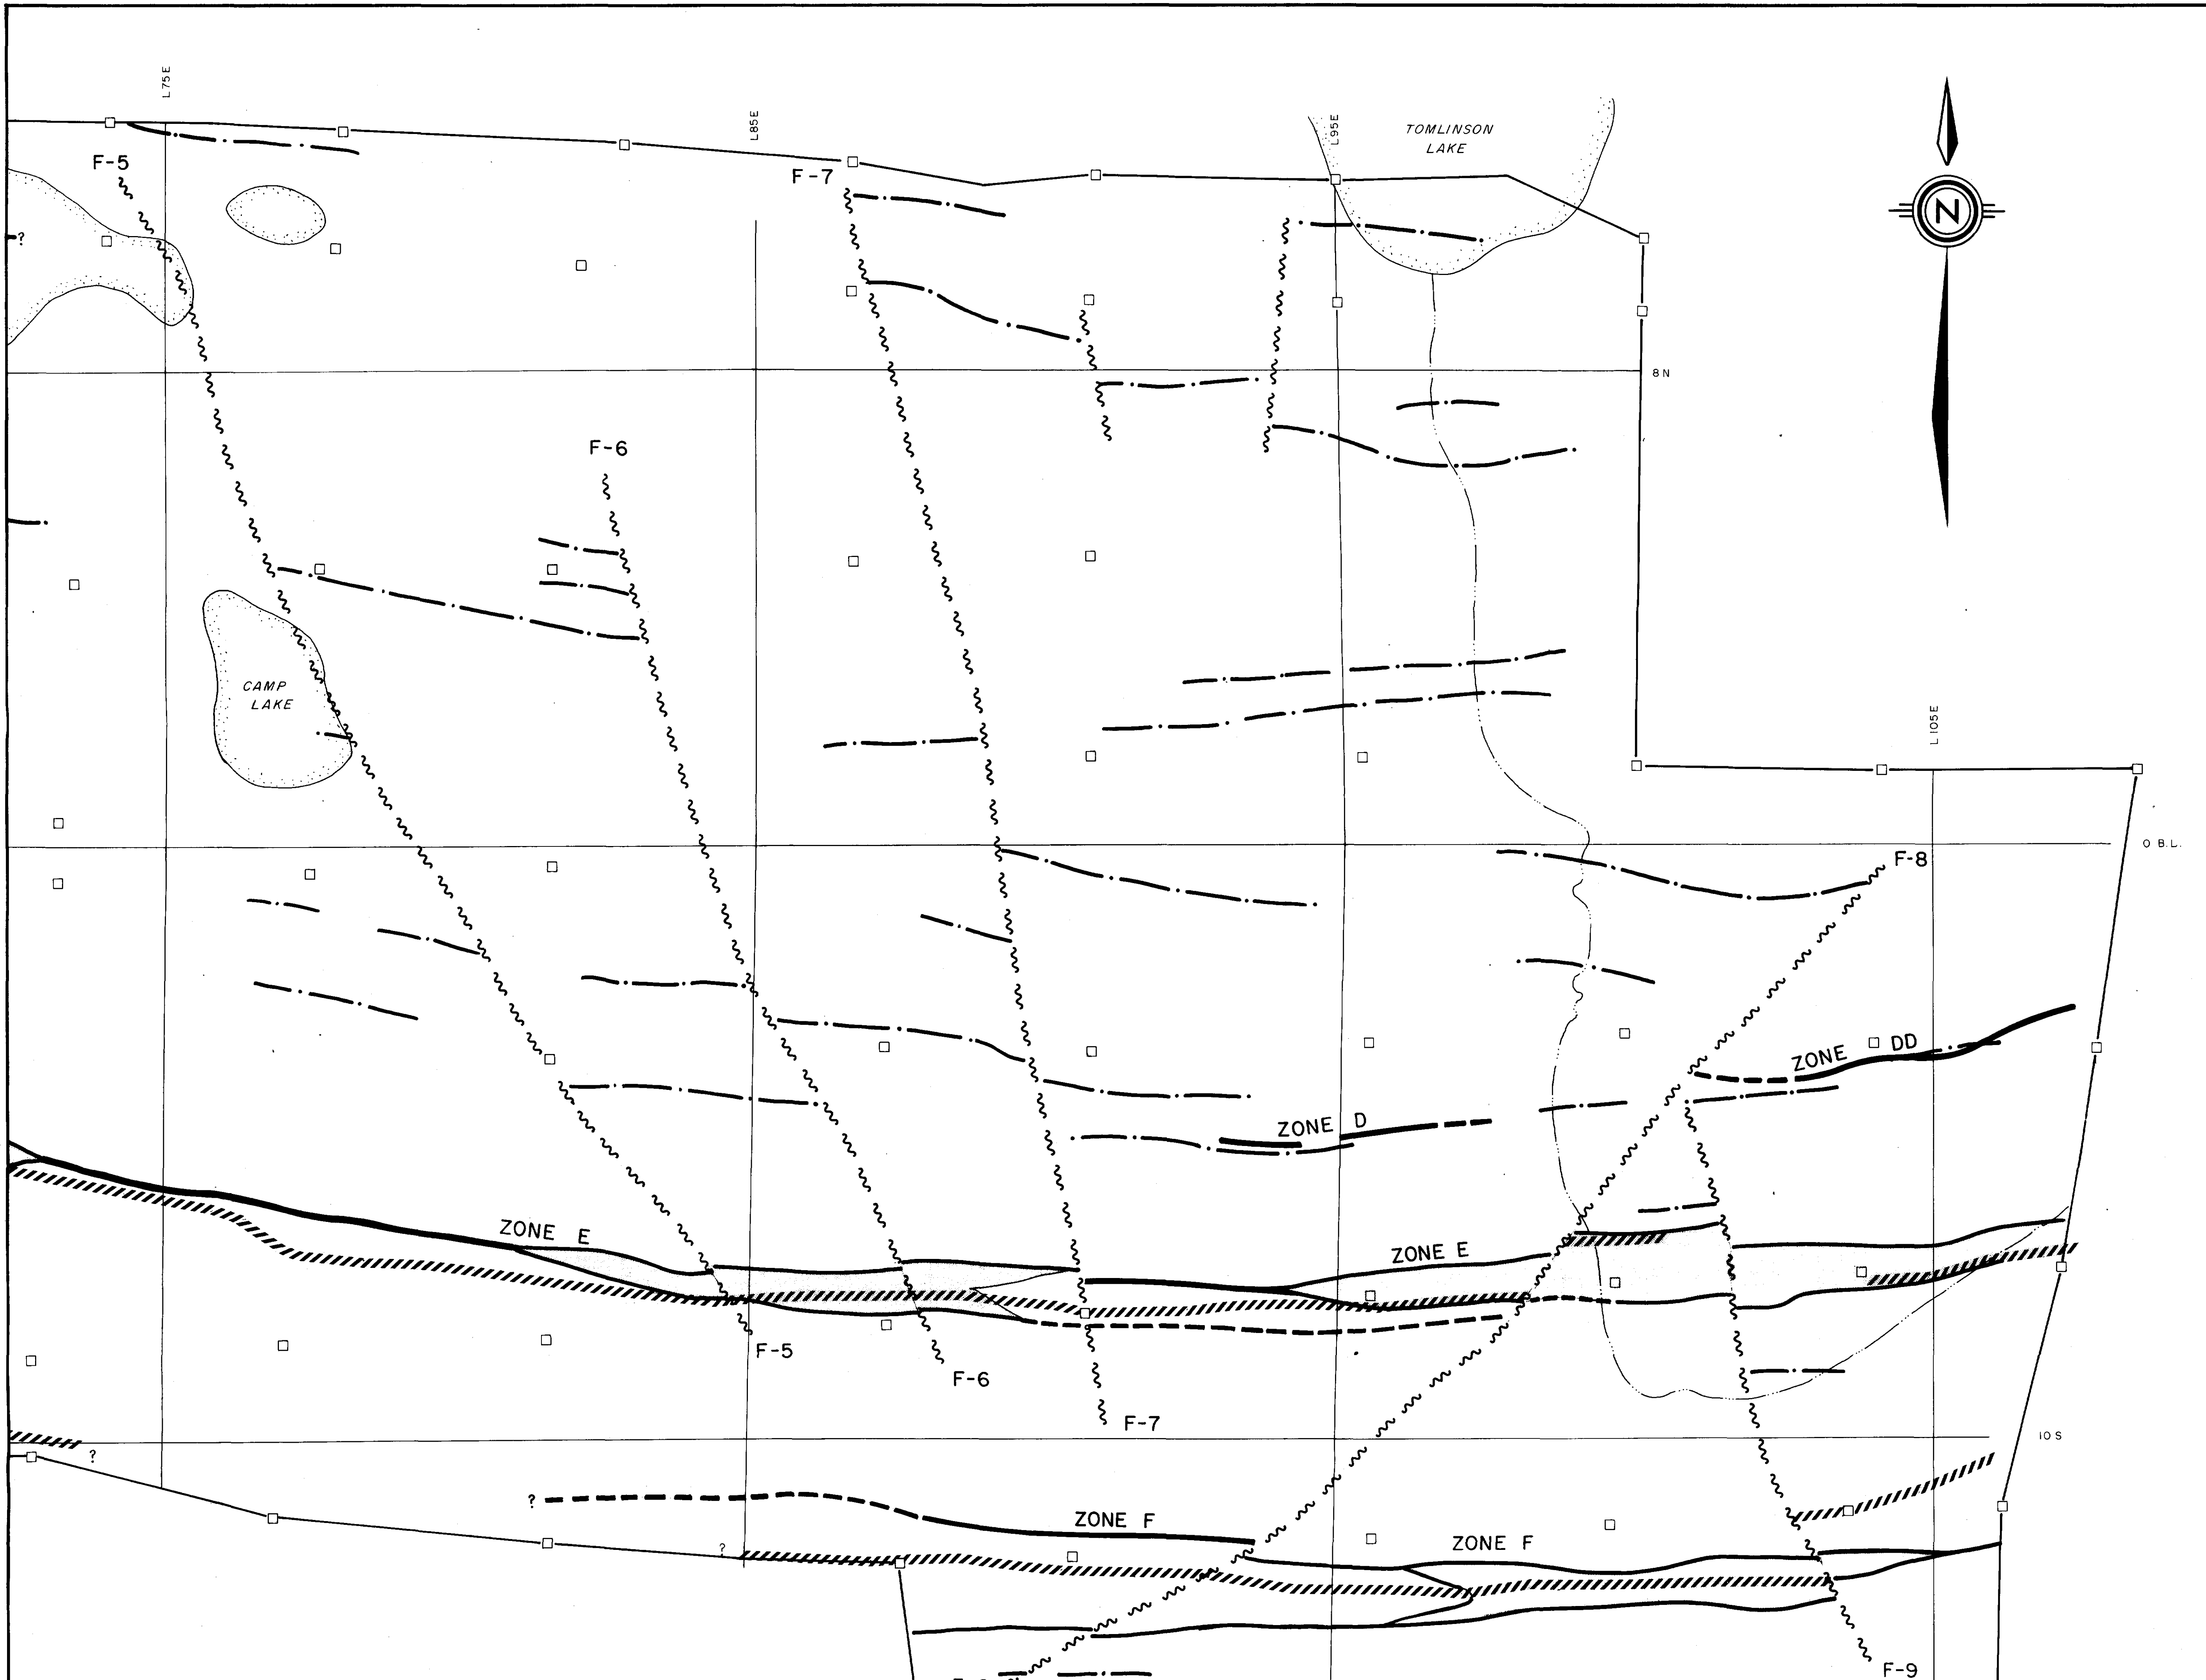 L75E
L85E
L95E
TOMLINSON
LAKE
F-5
F-7
N
?
8N
F-6
CAMP
LAKE
L105E
0 B.L.
F-8
ZONE DD
ZONE D
ZONE E
ZONE E
F-5
F-6
F-7
10S
?
?
ZONE F
ZONE F
?
F-9